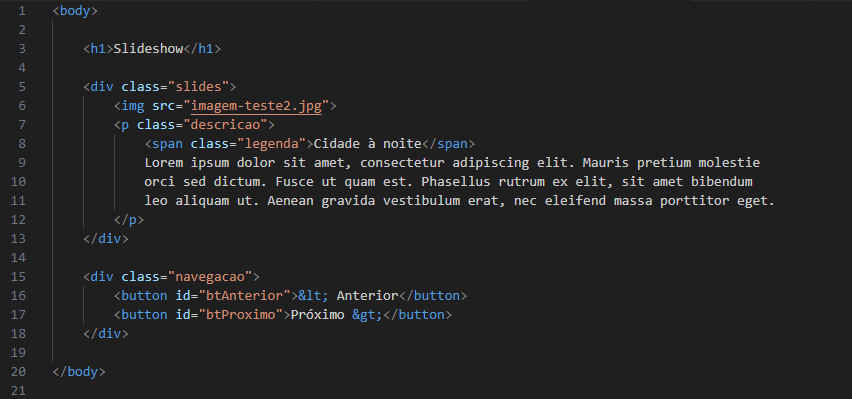 1 <body>
2
3 <h1>Slideshow</h1>
4
5 <div class="slides">
6 <img src="imagem-teste2.jpg">
7 <p class="descricao">
8 <span class="legenda">Cidade à noite</span>
9 Lorem ipsum dolor sit amet, consectetur adipiscing elit. Mauris pretium molestie
10 orci sed dictum. Fusce ut quam est. Phasellus rutrum ex elit, sit amet bibendum
11 leo aliquam ut. Aenean gravida vestibulum erat, nec eleifend massa porttitor eget.
12 </p>
13 </div>
14
15 <div class="navegacao">
16 <button id="btAnterior">&lt; Anterior</button>
17 <button id="btProximo">Próximo &gt;</button>
18 </div>
19
20 </body>
21